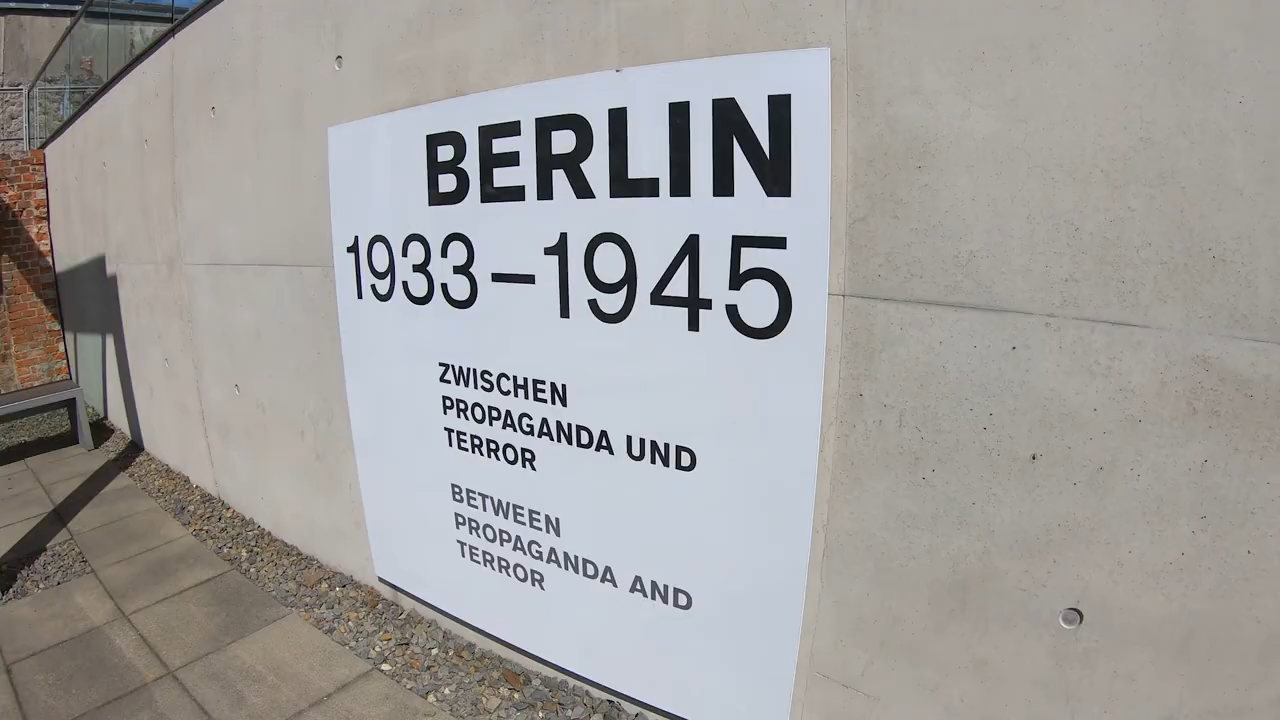 BERLIN
1933–1945
ZWISCHEN
PROPAGANDA UND
TERROR
BETWEEN
PROPAGANDA AND
TERROR